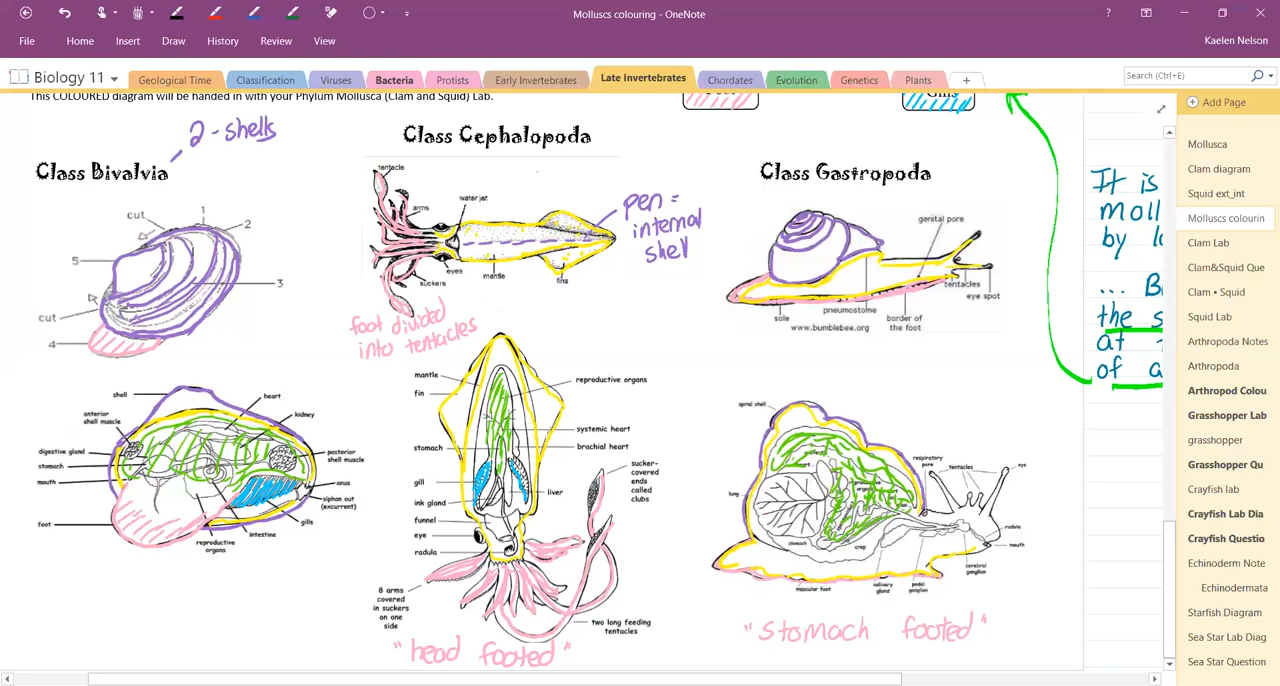 Molluscs colouring - OneNote
File Home Insert Draw History Review View
Kaelen Nelson
Biology 11
Geological Time Classification Viruses Bacteria Protists Early Invertebrates Late Invertebrates Chordates Evolution Genetics Plants +
Search (Ctrl+E)
This COLOURED diagram will be handed in with your Phylum Mollusca (Clam and Squid) Lab.
Gills
Add Page
2 - shells
Class Bivalvia
cut
1
2
5
3
cut
4
Class Cephalopoda
tentacle
arms
water jet
eyes
suckers
mantle
fins
pen =
internal
shell
foot divided
into tentacles
Class Gastropoda
genital pore
tentacles
eye spot
pneumostome
sole
border of
the foot
www.bumblebee.org
It is
moll
by l
... B
the s
at
of a
shell
heart
kidney
anterior
shell muscle
digestive gland
stomach
mouth
posterior
shell muscle
anus
siphon out
(excurrent)
foot
gills
intestine
reproductive
organs
mantle
fin
reproductive organs
stomach
systemic heart
brachial heart
gill
ink gland
liver
funnel
eye
radula
sucker-
covered
ends
called
clubs
8 arms
covered
in suckers
on one
side
two long feeding
tentacles
"head footed"
spiral shell
respiratory
pore
tentacles
eye
lung
stomach
crop
radula
mouth
cerebral
ganglion
muscular foot
salivary
gland
pedal
ganglion
"stomach footed"
Mollusca
Clam diagram
Squid ext_int
Molluscs colourin
Clam Lab
Clam&Squid Que
Clam • Squid
Squid Lab
Arthropoda Notes
Arthropoda
Arthropod Colou
Grasshopper Lab
grasshopper
Grasshopper Qu
Crayfish lab
Crayfish Lab Dia
Crayfish Questio
Echinoderm Note
Echinodermata
Starfish Diagram
Sea Star Lab Diag
Sea Star Question